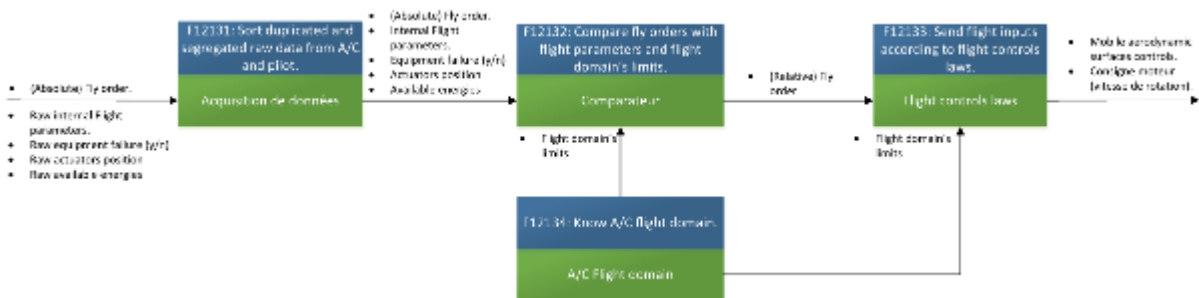 (Absolute) Fly order.
Raw internal Flight
parameters.
Raw equipment failure (y/n)
Raw actuators position
Raw available energies
F12131: Sort duplicated and
segregated raw data from A/C
and pilot.
Acquisition de données
(Absolute) Fly order.
Internal Flight
parameters.
Equipment failure (y/n)
Actuators position
Available energies
F12132: Compare fly orders with
flight parameters and flight
domain's limits.
Comparateur
Flight domain's
limits
(Relative) Fly
order
F12133: Send flight inputs
according to flight controls
laws.
Flight controls laws
Flight domain's
limits
Mobile aerodynamic
surfaces controls.
Consigne moteur
(vitesse de rotation).
F12134: Know A/C flight domain.
A/C Flight domain